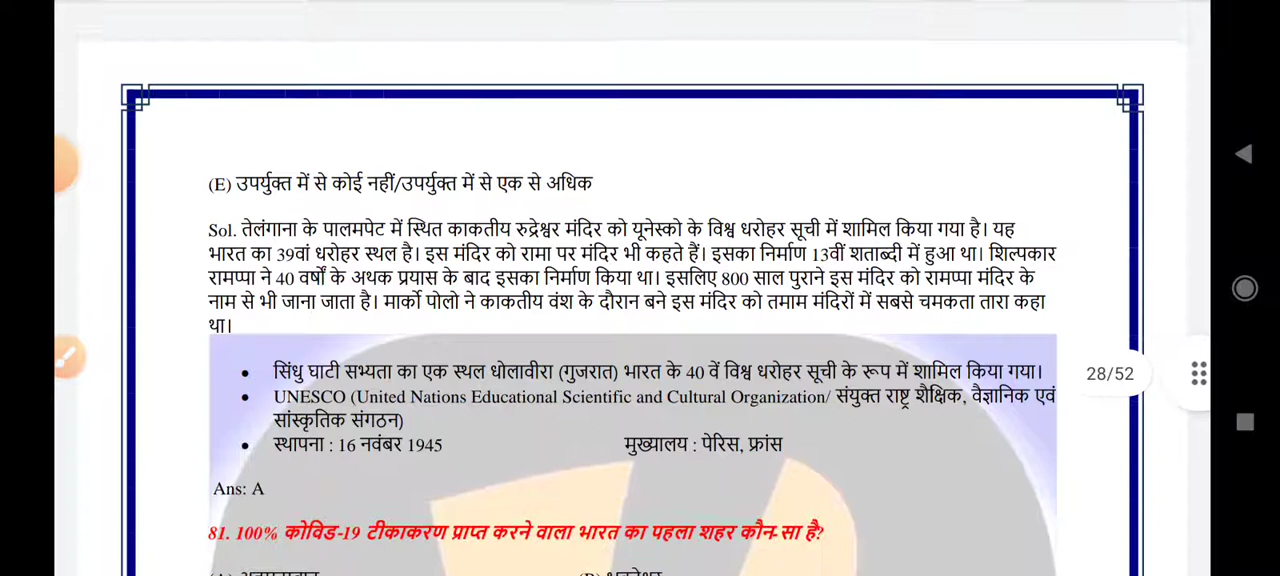 (E) उपर्युक्त में से कोई नहीं/उपर्युक्त में से एक से अधिक
Sol. तेलंगाना के पालमपेट में स्थित काकतीय रुद्रेश्वर मंदिर को यूनेस्को के विश्व धरोहर सूची में शामिल किया गया है। यह
भारत का 39वां धरोहर स्थल है। इस मंदिर को रामा पर मंदिर भी कहते हैं। इसका निर्माण 13वीं शताब्दी में हुआ था। शिल्पकार
रामप्पा ने 40 वर्षों के अथक प्रयास के बाद इसका निर्माण किया था। इसलिए 800 साल पुराने इस मंदिर को रामप्पा मंदिर के
नाम से भी जाना जाता है। मार्को पोलो ने काकतीय वंश के दौरान बने इस मंदिर को तमाम मंदिरों में सबसे चमकता तारा कहा
था।
• सिंधु घाटी सभ्यता का एक स्थल धोलावीरा (गुजरात) भारत के 40 वें विश्व धरोहर सूची के रूप में शामिल किया गया।
28/52
• UNESCO (United Nations Educational Scientific and Cultural Organization/ संयुक्त राष्ट्र शैक्षिक, वैज्ञानिक एवं
सांस्कृतिक संगठन)
• स्थापना : 16 नवंबर 1945 मुख्यालय : पेरिस, फ्रांस
Ans: A
81. 100% कोविड-19 टीकाकरण प्राप्त करने वाला भारत का पहला शहर कौन-सा है?